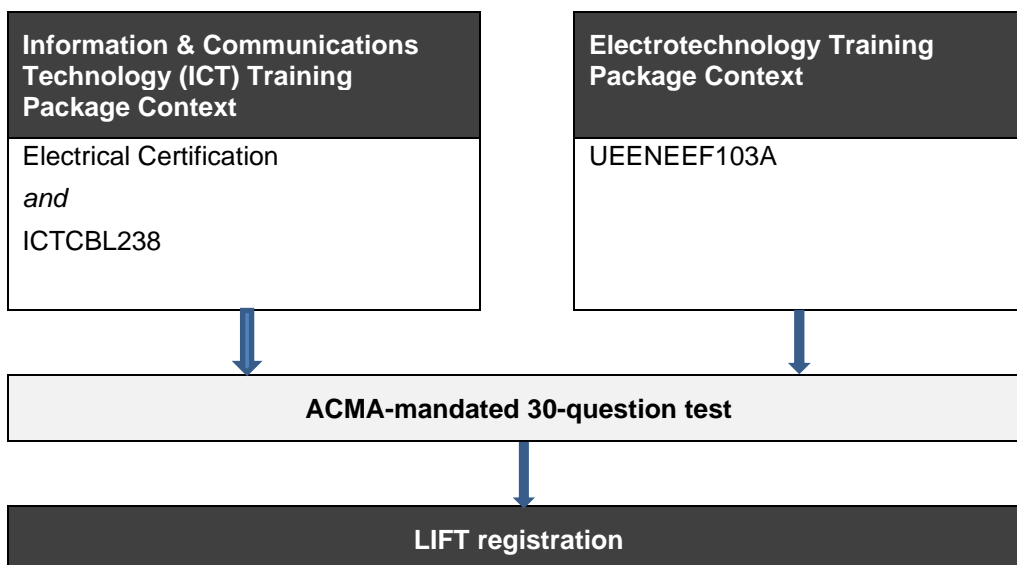 Information & Communications
Technology (ICT) Training
Package Context
Electrical Certification
and
ICTCBL238
Electrotechnology Training
Package Context
UEENEEF103A
ACMA-mandated 30-question test
LIFT registration